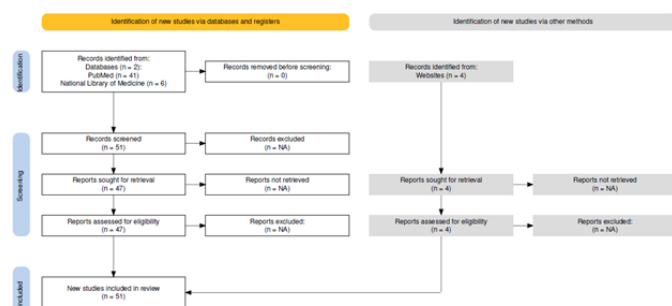 Identification of new studies via databases and registers
Identification of new studies via other methods
Identification
Records identified from:
Databases (n = 2):
PubMed (n = 41)
National Library of Medicine (n = 6)
Records removed before screening:
(n = 0)
Records identified from:
Websites (n = 4)
Screening
Records screened
(n = 51)
Records excluded
(n = NA)
Reports sought for retrieval
(n = 47)
Reports not retrieved
(n = NA)
Reports sought for retrieval
(n = 4)
Reports not retrieved
(n = NA)
Reports assessed for eligibility
(n = 47)
Reports excluded:
(n = NA)
Reports assessed for eligibility
(n = 4)
Reports excluded:
(n = NA)
Included
New studies included in review
(n = 51)